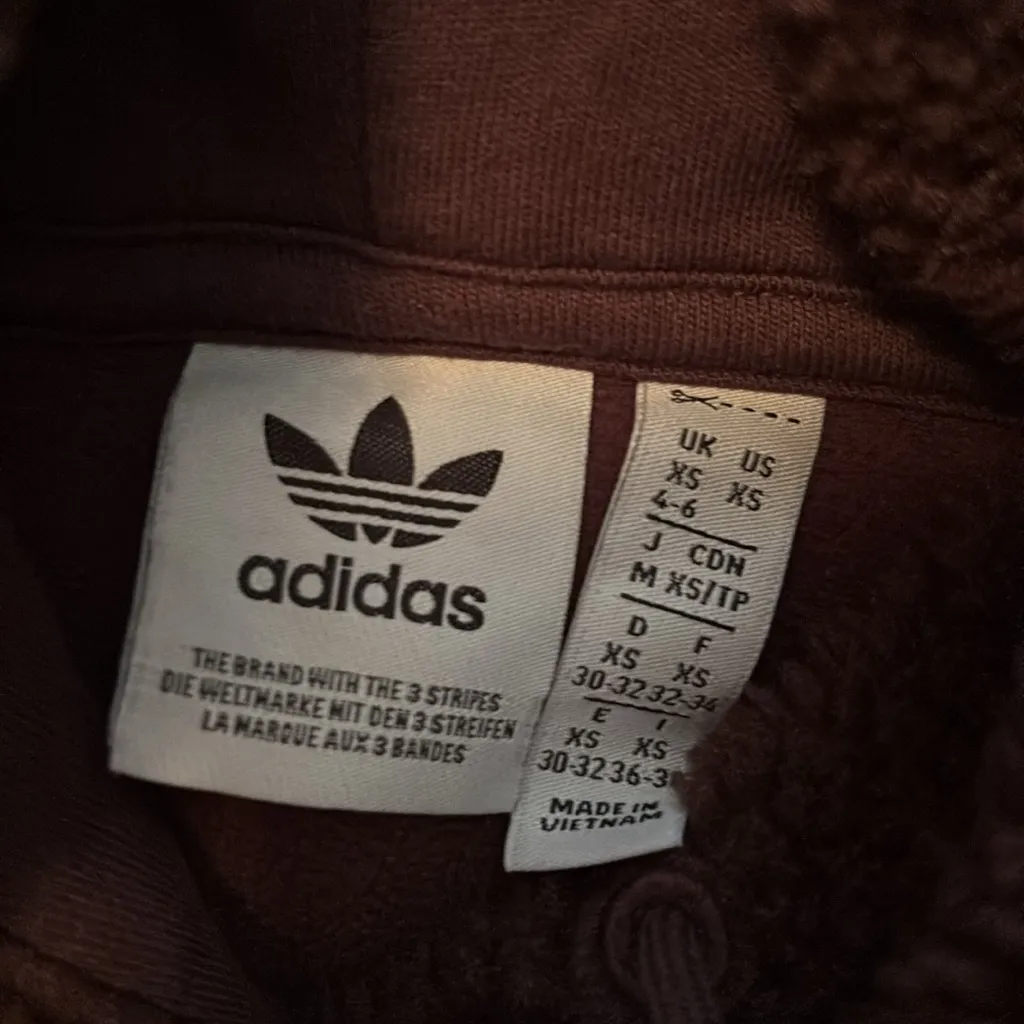 adidas
THE BRAND WITH THE 3 STRIPES
DIE WELTMARKE MIT DEN 3 STREIFEN
LA MARQUE AUX 3 BANDES
UK US
XS XS
4-6
J CDN
M XS/TP
D F
XS XS
30-32 32-34
E I
XS XS
30-32 36-3
MADE IN
VIETNAM